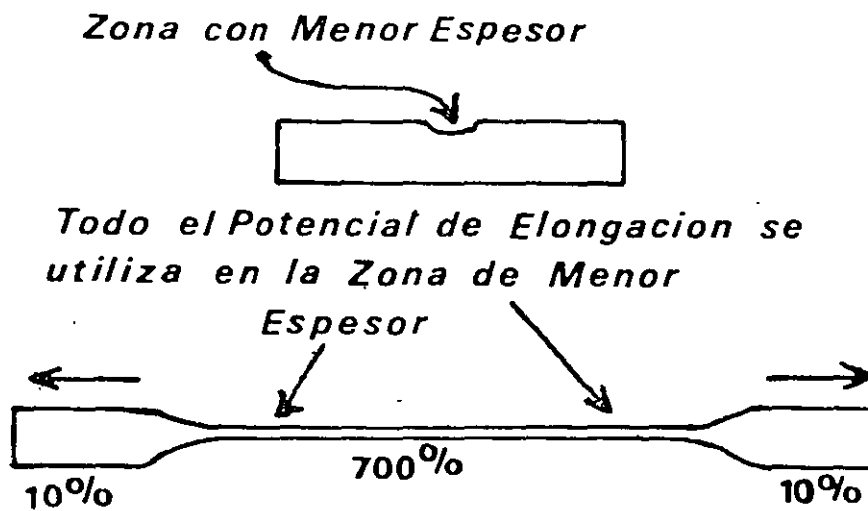 Zona con Menor Espesor
Todo el Potencial de Elongacion se
utiliza en la Zona de Menor
Espesor
700%
10%
10%